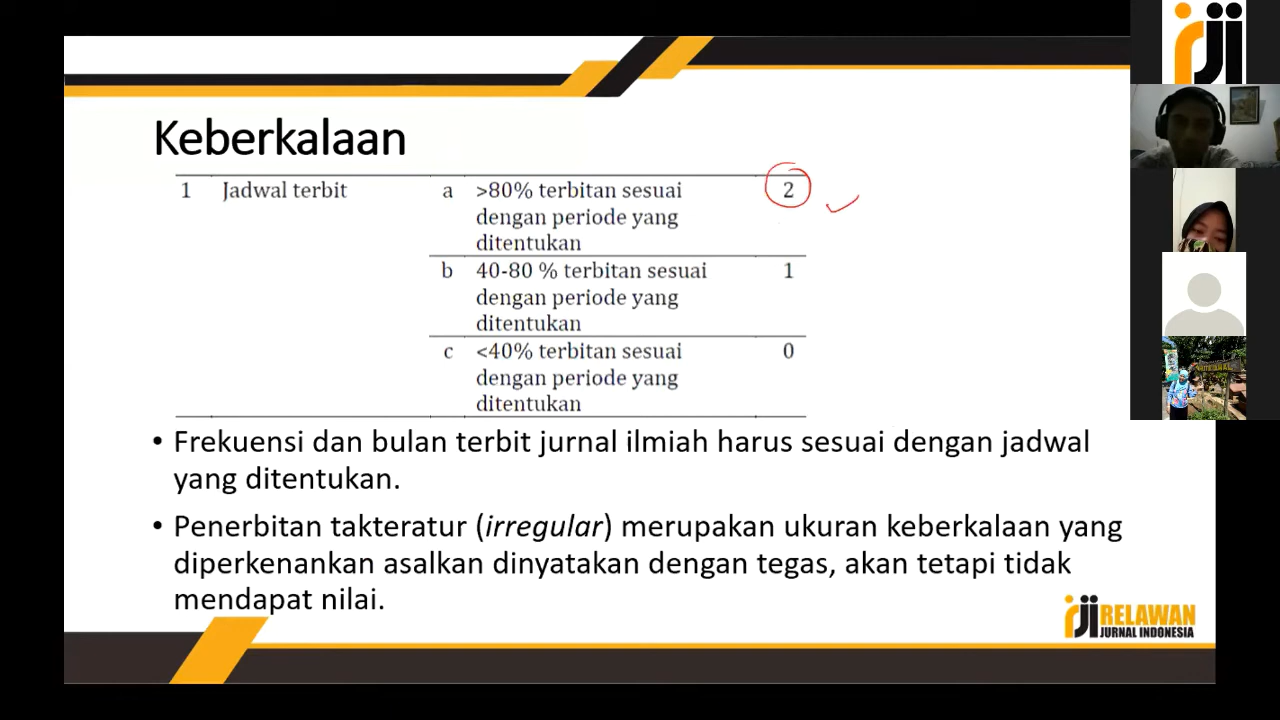 Keberkalaan
1 Jadwal terbit a >80% terbitan sesuai 2
dengan periode yang
ditentukan
b 40-80 % terbitan sesuai 1
dengan periode yang
ditentukan
c <40% terbitan sesuai 0
dengan periode yang
ditentukan
• Frekuensi dan bulan terbit jurnal ilmiah harus sesuai dengan jadwal
yang ditentukan.
• Penerbitan takteratur (irregular) merupakan ukuran keberkalaan yang
diperkenankan asalkan dinyatakan dengan tegas, akan tetapi tidak
mendapat nilai.
rji RELAWAN
JURNAL INDONESIA
rji